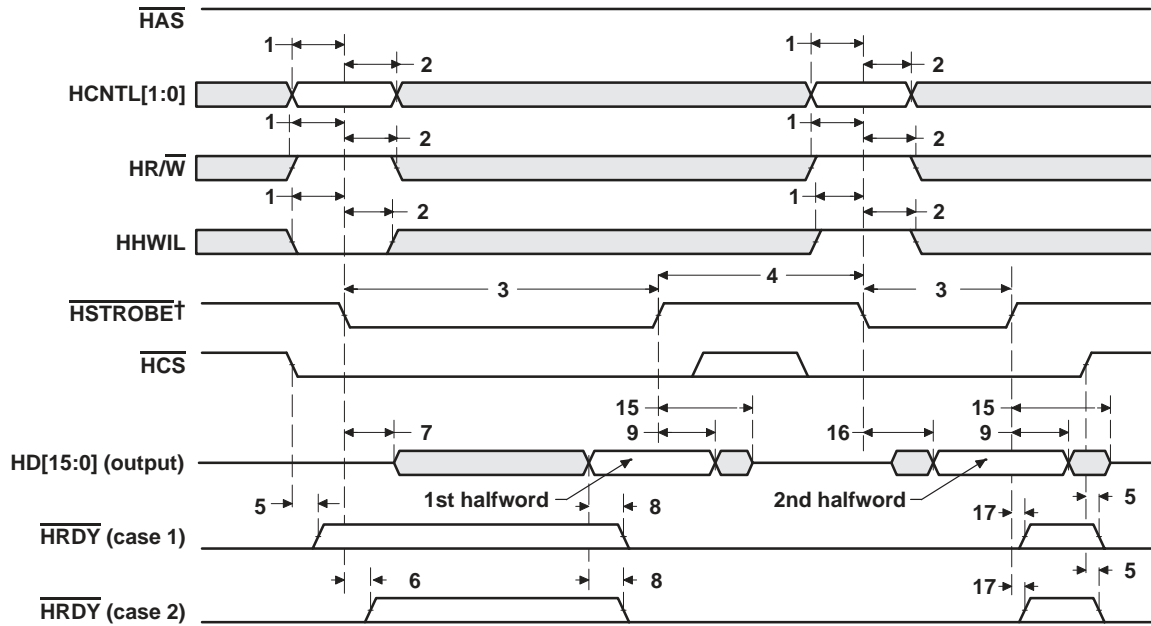 HAS
1
2
1
2
HCNTL[1:0]
1
2
1
2
HR/W
1
2
1
2
HHWIL
3
4
3
HSTROBE†
HCS
7
15
9
16
15
9
HD[15:0] (output)
1st halfword
2nd halfword
5
8
17
5
HRDY (case 1)
6
8
17
5
HRDY (case 2)